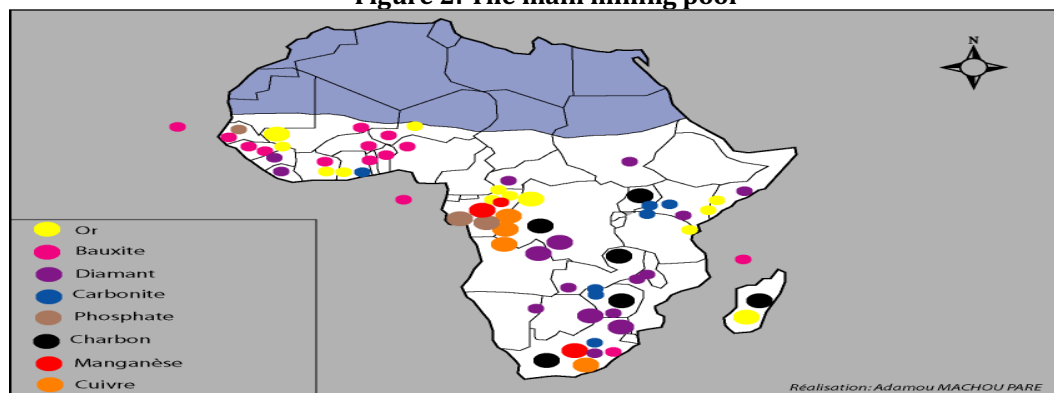 Figure 2: The main mining pool
N
Or
Bauxite
Diamant
Carbonite
Phosphate
Charbon
Manganèse
Cuivre
Réalisation: Adamou MACHOU PARE